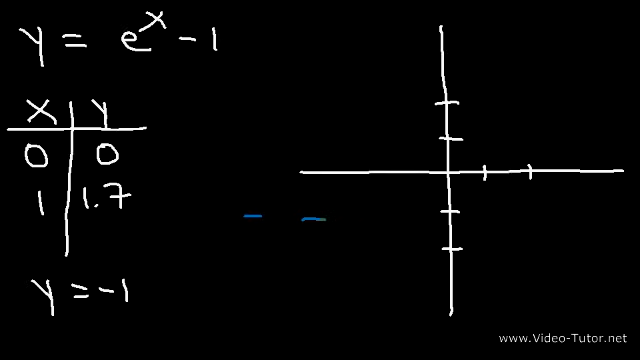 y = e^x - 1
X | Y
0 | 0
1 | 1.7
y = -1
www.Video-Tutor.net